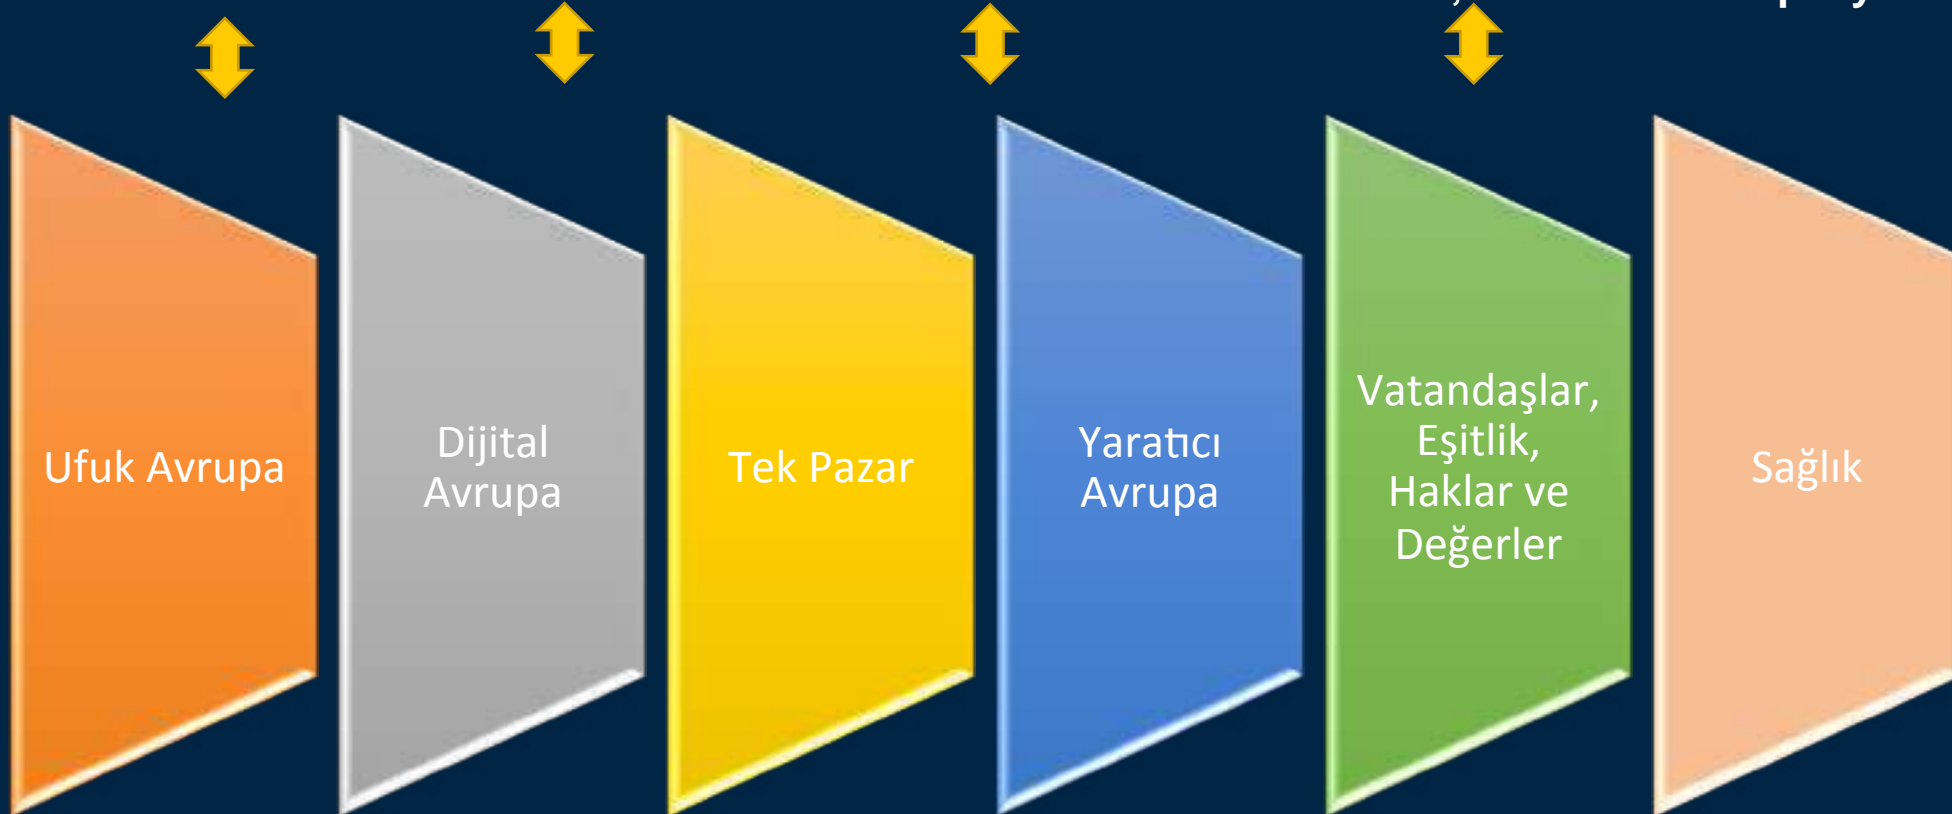 Ufuk Avrupa
Dijital
Avrupa
Tek Pazar
Yaratıcı
Avrupa
Vatandaşlar,
Eşitlik,
Haklar ve
Değerler
Sağlık